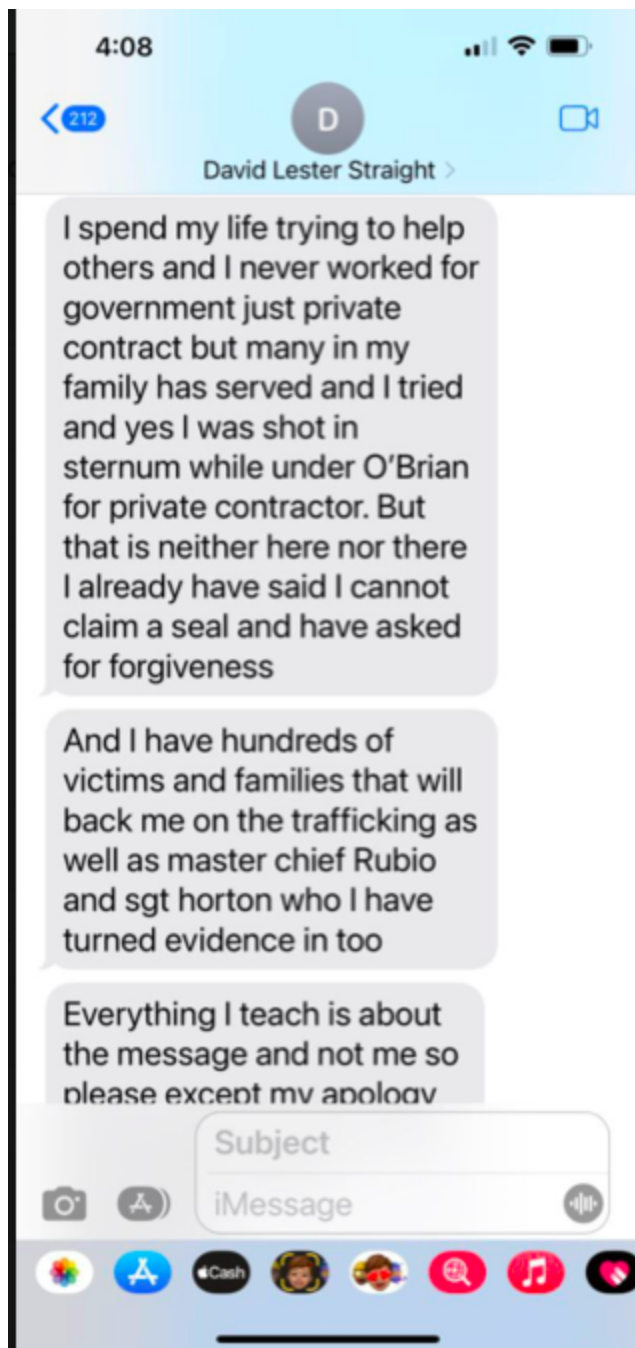 4:08
212
D
David Lester Straight
I spend my life trying to help
others and I never worked for
government just private
contract but many in my
family has served and I tried
and yes I was shot in
sternum while under O'Brian
for private contractor. But
that is neither here nor there
I already have said I cannot
claim a seal and have asked
for forgiveness
And I have hundreds of
victims and families that will
back me on the trafficking as
well as master chief Rubio
and sgt horton who I have
turned evidence in too
Everything I teach is about
the message and not me so
please except my apology
Subject
iMessage
Cash